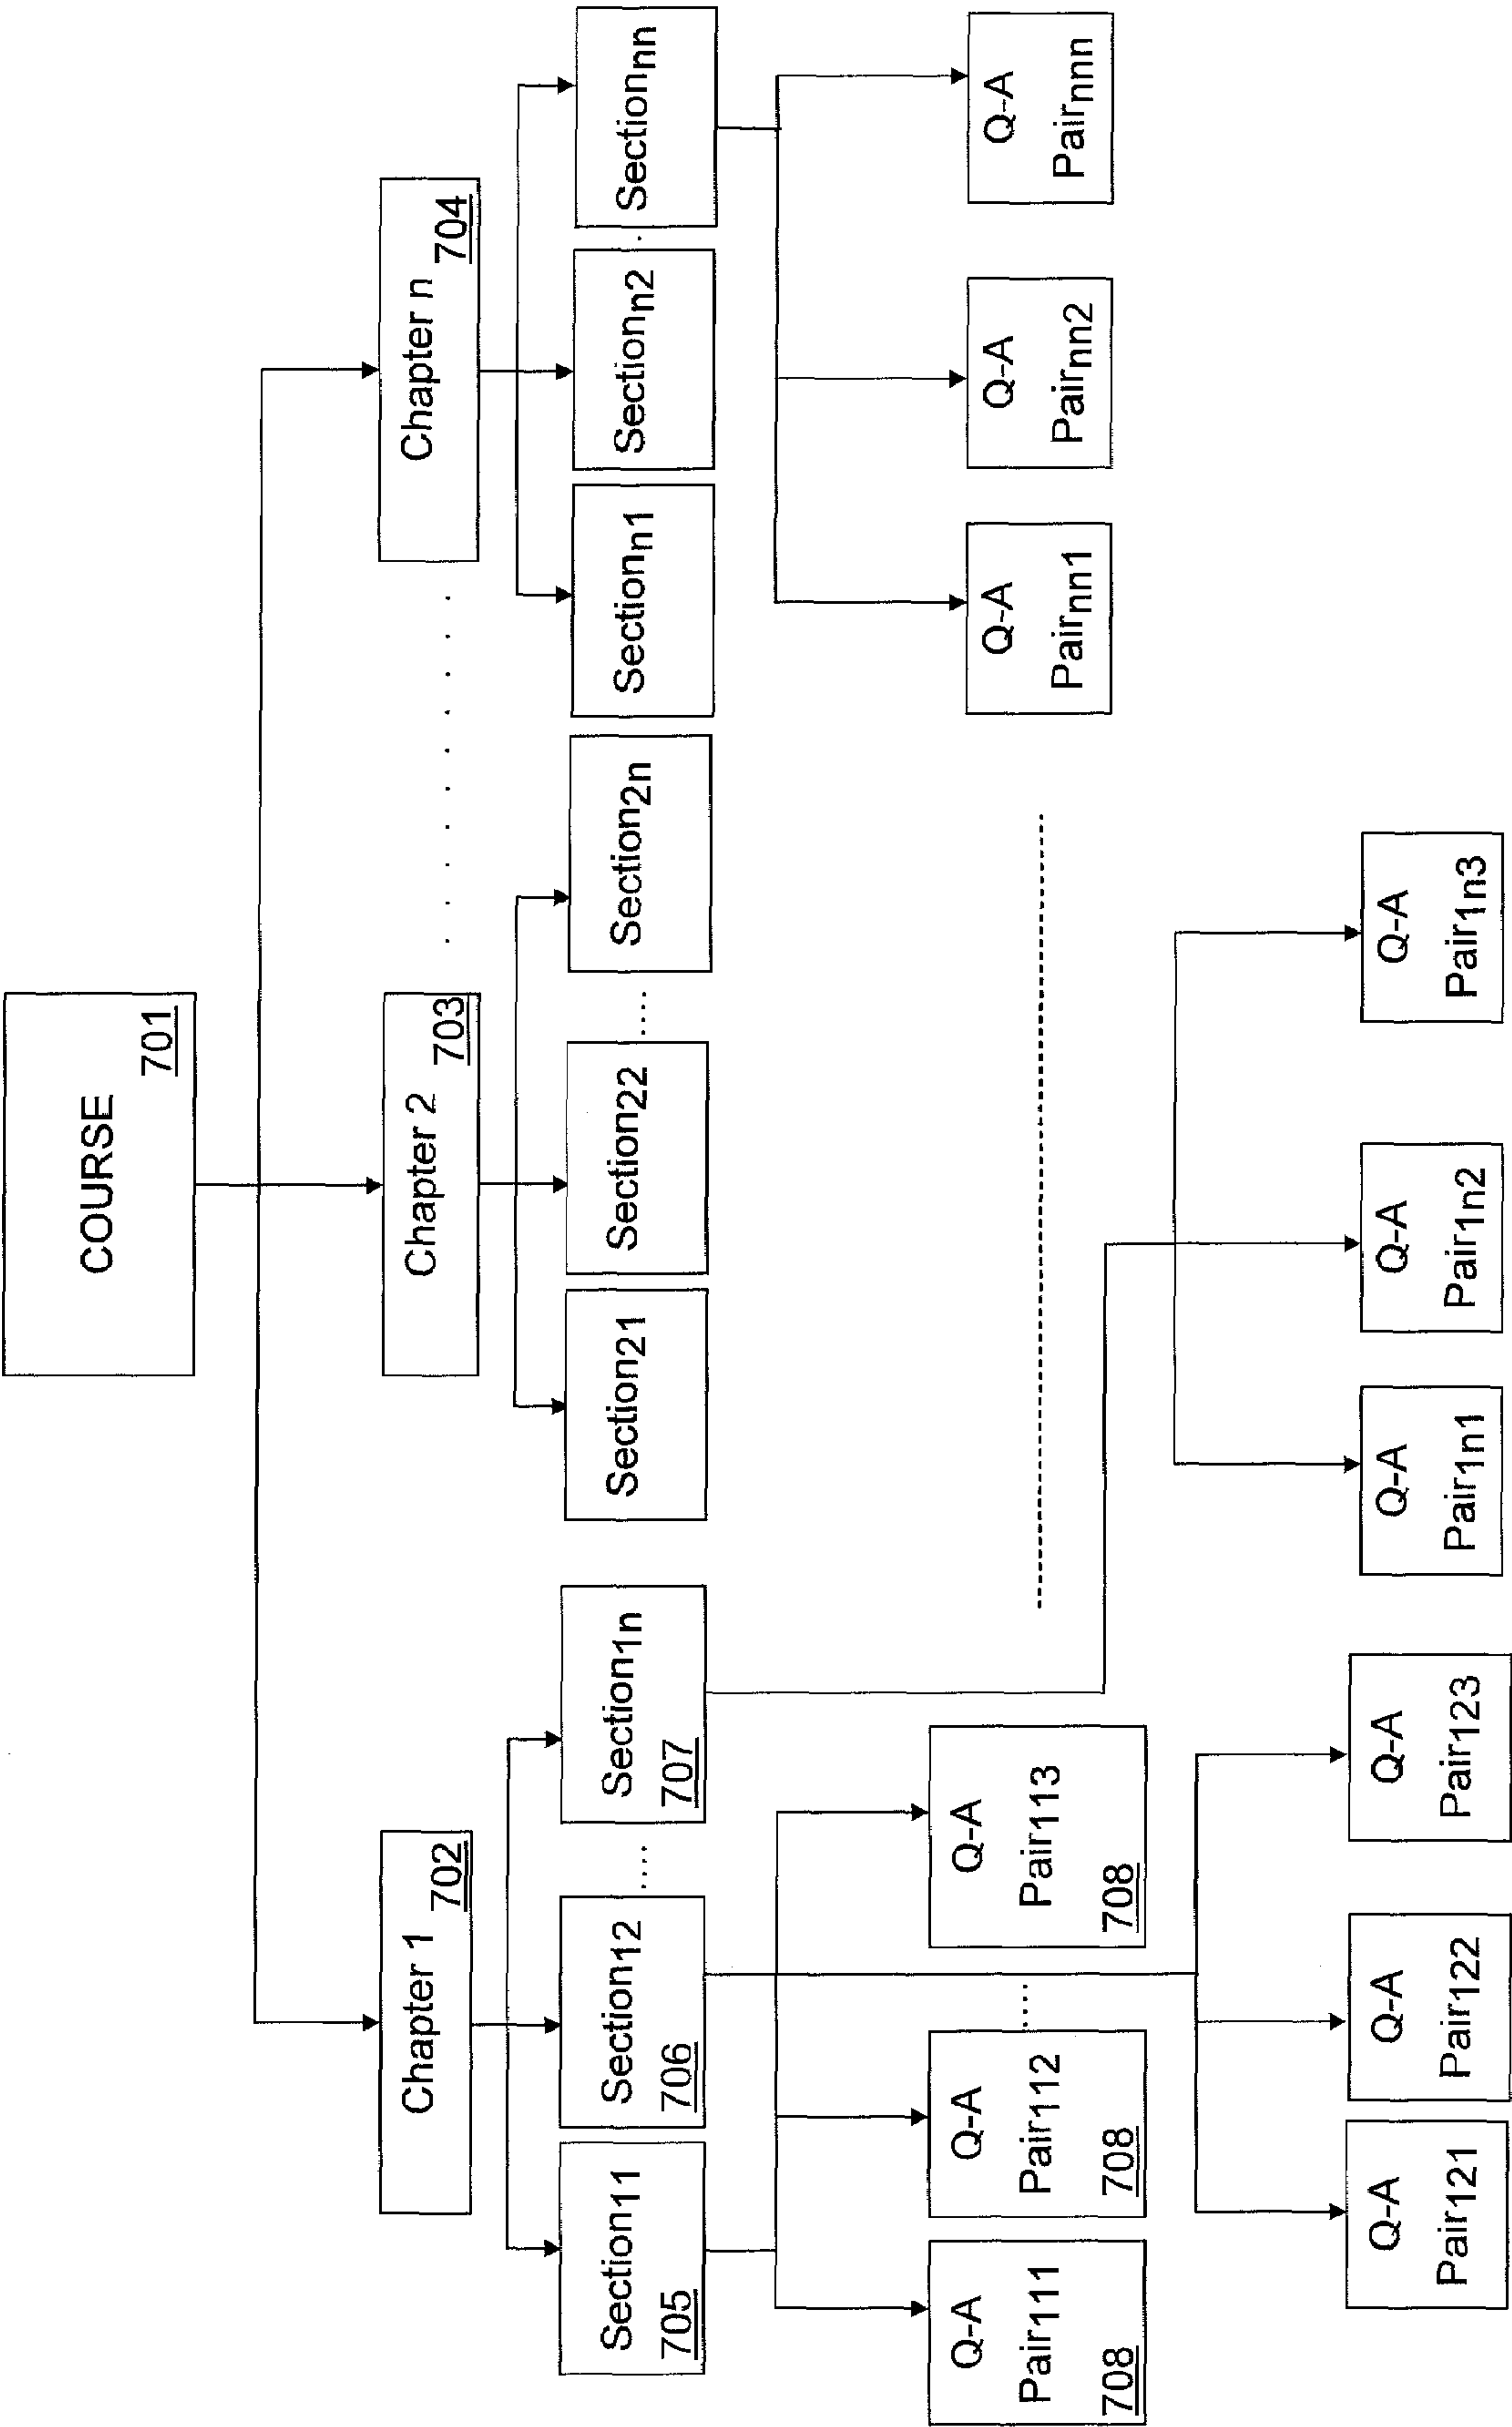 COURSE
701
Chapter 1
702
Chapter 2
703
. . . . . . . . . .
Chapter n
704
Section11
705
Section12
706
.....
Section1n
707
Section21
Section22
.....
Section2n
Sectionn1
Sectionn2
.
Sectionnn
Q-A
Pair111
708
Q-A
Pair112
708
.....
Q-A
Pair113
708
Q-A
Pairnn1
Q-A
Pairnn2
Q-A
Pairnnn
Q-A
Pair121
Q-A
Pair122
Q-A
Pair123
Q-A
Pair1n1
Q-A
Pair1n2
Q-A
Pair1n3